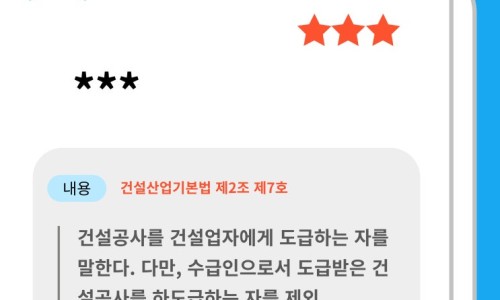 ***
내용 건설산업기본법 제2조 제7호
건설공사를 건설업자에게 도급하는 자를
말한다. 다만, 수급인으로서 도급받은 건
설공사를 하도급하는 자를 제외